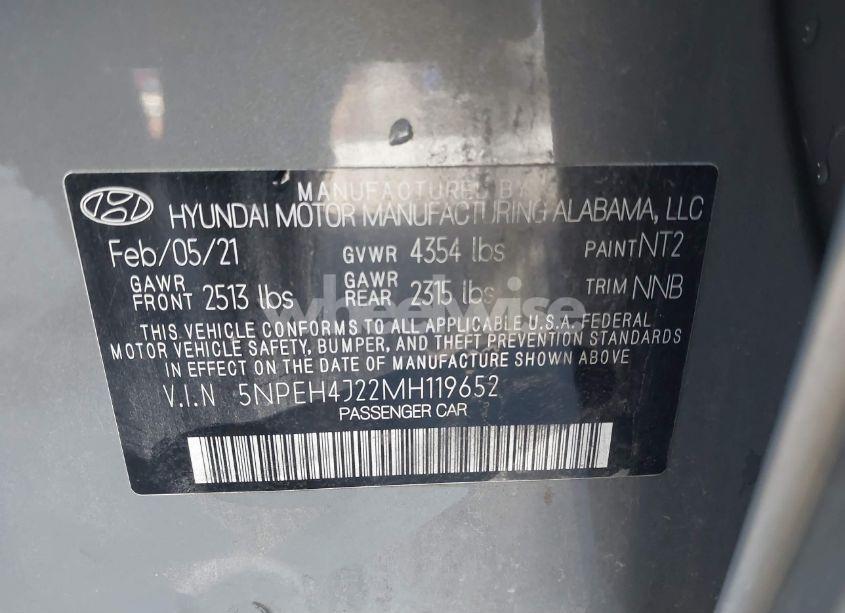 MANUFACTURED BY
HYUNDAI MOTOR MANUFACTURING ALABAMA, LLC
Feb/05/21 GVWR 4354 lbs PAINT NT2
GAWR FRONT 2513 lbs GAWR REAR 2315 lbs TRIM NNB
wheelwise
THIS VEHICLE CONFORMS TO ALL APPLICABLE U.S.A. FEDERAL
MOTOR VEHICLE SAFETY, BUMPER, AND THEFT PREVENTION STANDARDS
IN EFFECT ON THE DATE OF MANUFACTURE SHOWN ABOVE
V.I.N 5NPEH4J22MH119652
PASSENGER CAR